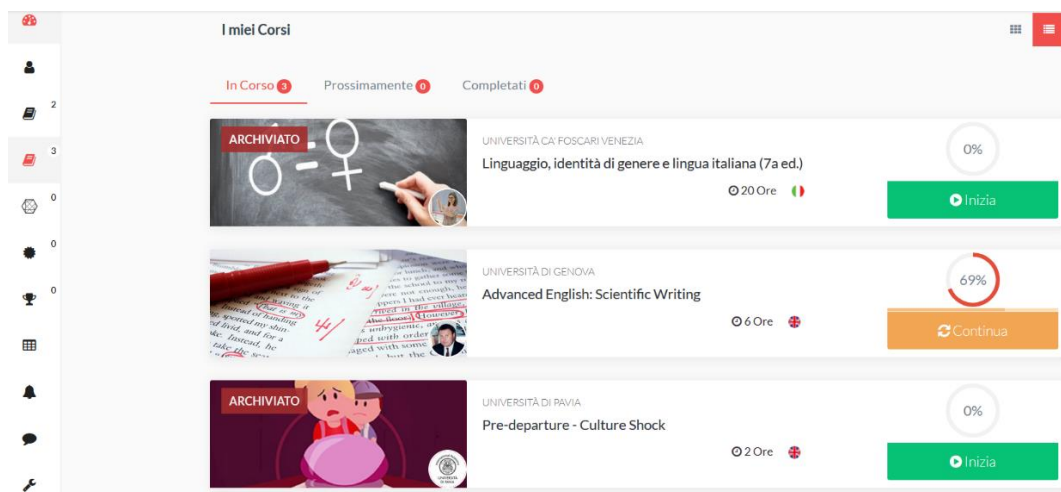 I miei Corsi
In Corso 3
Prossimamente 0
Completati 0
2
3
0
0
0
ARCHIVIATO
UNIVERSITÀ CA' FOSCARI VENEZIA
Linguaggio, identità di genere e lingua italiana (7a ed.)
20 Ore
0%
Inizia
UNIVERSITÀ DI GENOVA
Advanced English: Scientific Writing
6 Ore
69%
Continua
ARCHIVIATO
UNIVERSITÀ DI PAVIA
Pre-departure - Culture Shock
2 Ore
0%
Inizia